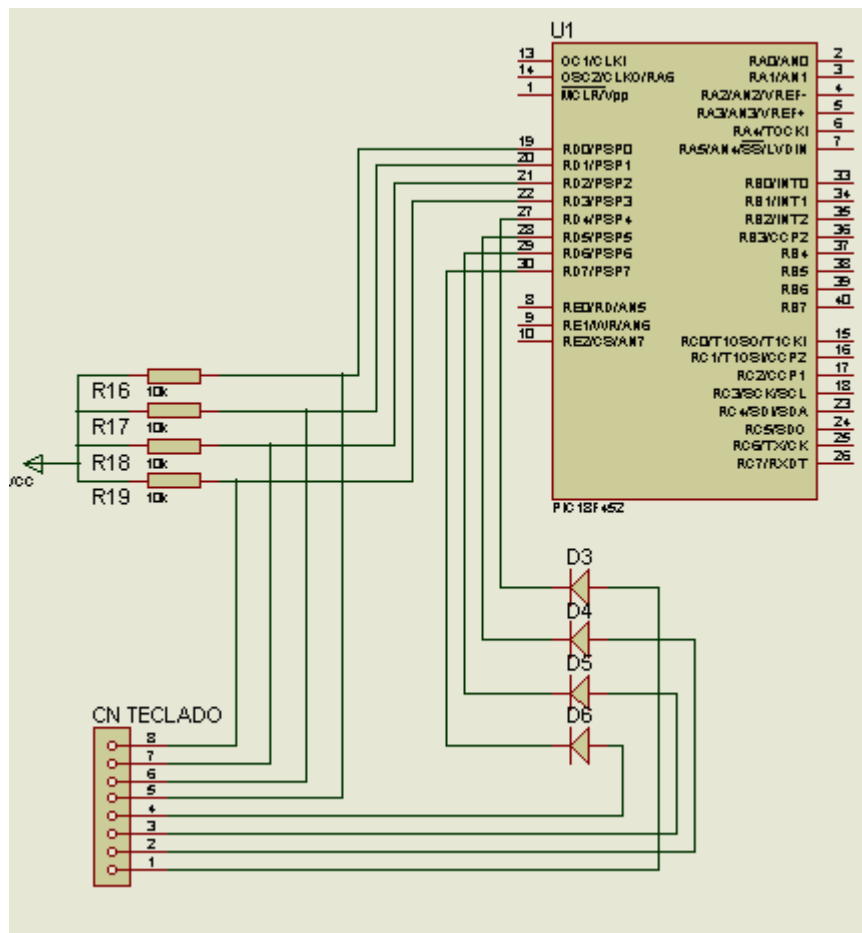 U1
13 OC1/CLKI
14 OSC2/CLKO/RA6
1 MCLR/Vpp
19 RD0/PSP0
20 RD1/PSP1
21 RD2/PSP2
22 RD3/PSP3
27 RD4/PSP4
28 RD5/PSP5
29 RD6/PSP6
30 RD7/PSP7
8 RE0/RD/AN5
9 RE1/WR/AN6
10 RE2/CS/AN7
RA0/AN0 2
RA1/AN1 3
RA2/AN2/VREF- 4
RA3/AN3/VREF+ 5
RA4/T0CKI 6
RA5/AN4/SS/LVDIN 7
RB0/INT0 33
RB1/INT1 34
RB2/INT2 35
RB3/CCP2 36
RB4 37
RB5 38
RB6 39
RB7 40
RC0/T1OSO/T1CKI 15
RC1/T1OSI/CCP2 16
RC2/CCP1 17
RC3/SCK/SCL 18
RC4/SDI/SDA 23
RC5/SDO 24
RC6/TX/CK 25
RC7/RX/DT 26
PIC18F452
R16 10k
R17 10k
R18 10k
R19 10k
VCC
D3
D4
D5
D6
CN TECLADO
8
7
6
5
4
3
2
1